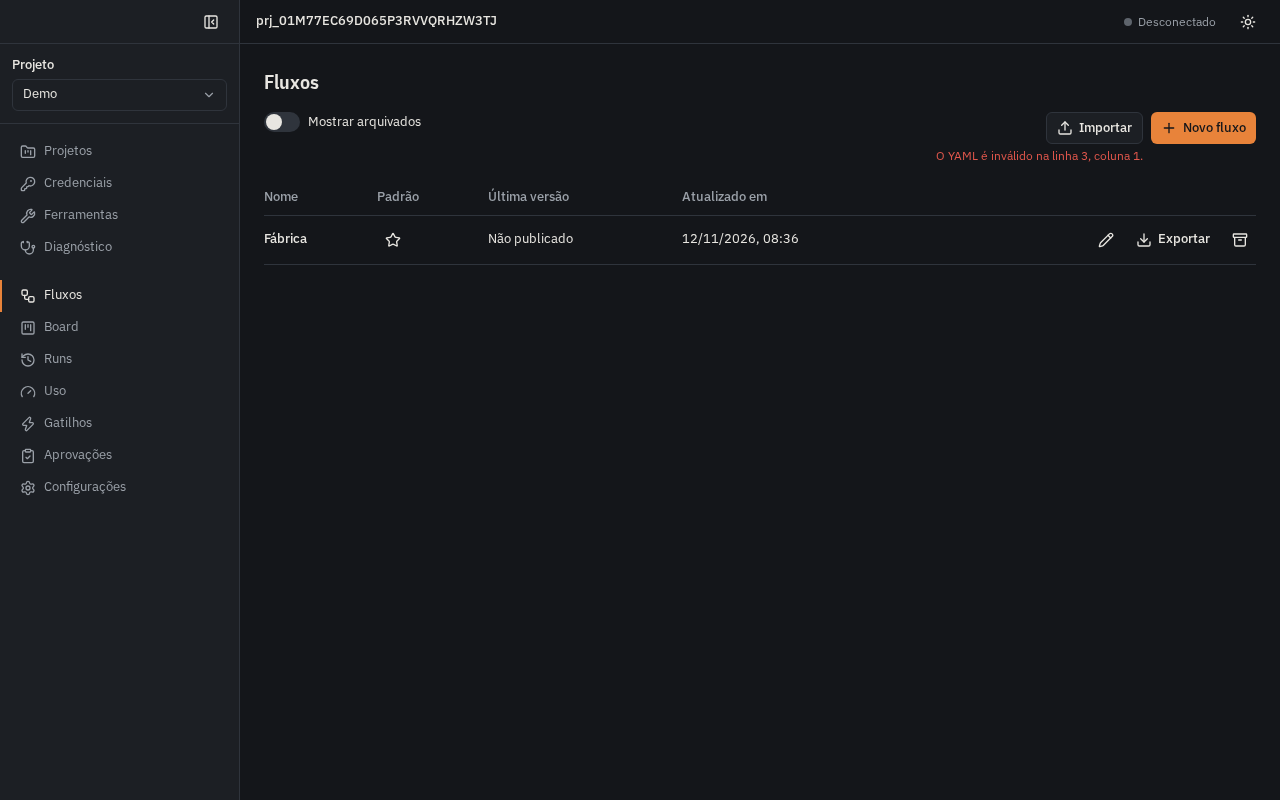 prj_01M77EC69D065P3RVVQRHZW3TJ
Desconectado
Projeto
Demo
Projetos
Credenciais
Ferramentas
Diagnóstico
Fluxos
Board
Runs
Uso
Gatilhos
Aprovações
Configurações
Fluxos
Mostrar arquivados
Importar
Novo fluxo
O YAML é inválido na linha 3, coluna 1.
Nome Padrão Última versão Atualizado em
Fábrica Não publicado 12/11/2026, 08:36 Exportar